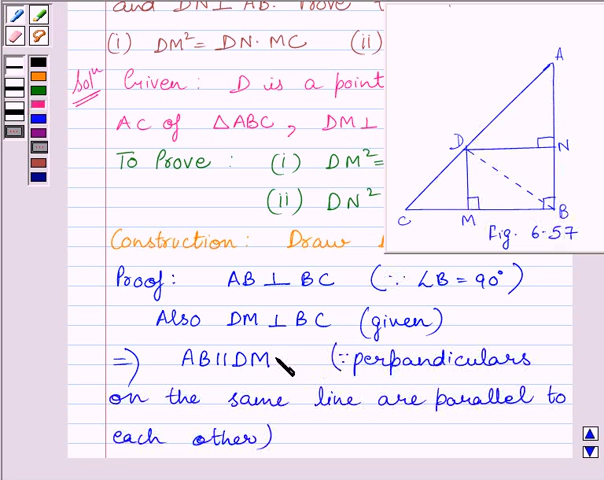 and DN ⊥ AB. Prove
(i) DM² = DN · MC (ii)
Solⁿ Given: D is a point
AC of △ABC, DM ⊥
To Prove: (i) DM² =
(ii) DN²
Construction: Draw
Proof: AB ⊥ BC (∵ ∠B = 90°)
Also DM ⊥ BC (given)
=> AB || DM (∵ perpandiculars
on the same line are parallel to
each other)
A
D
N
C
M
B
Fig. 6.57